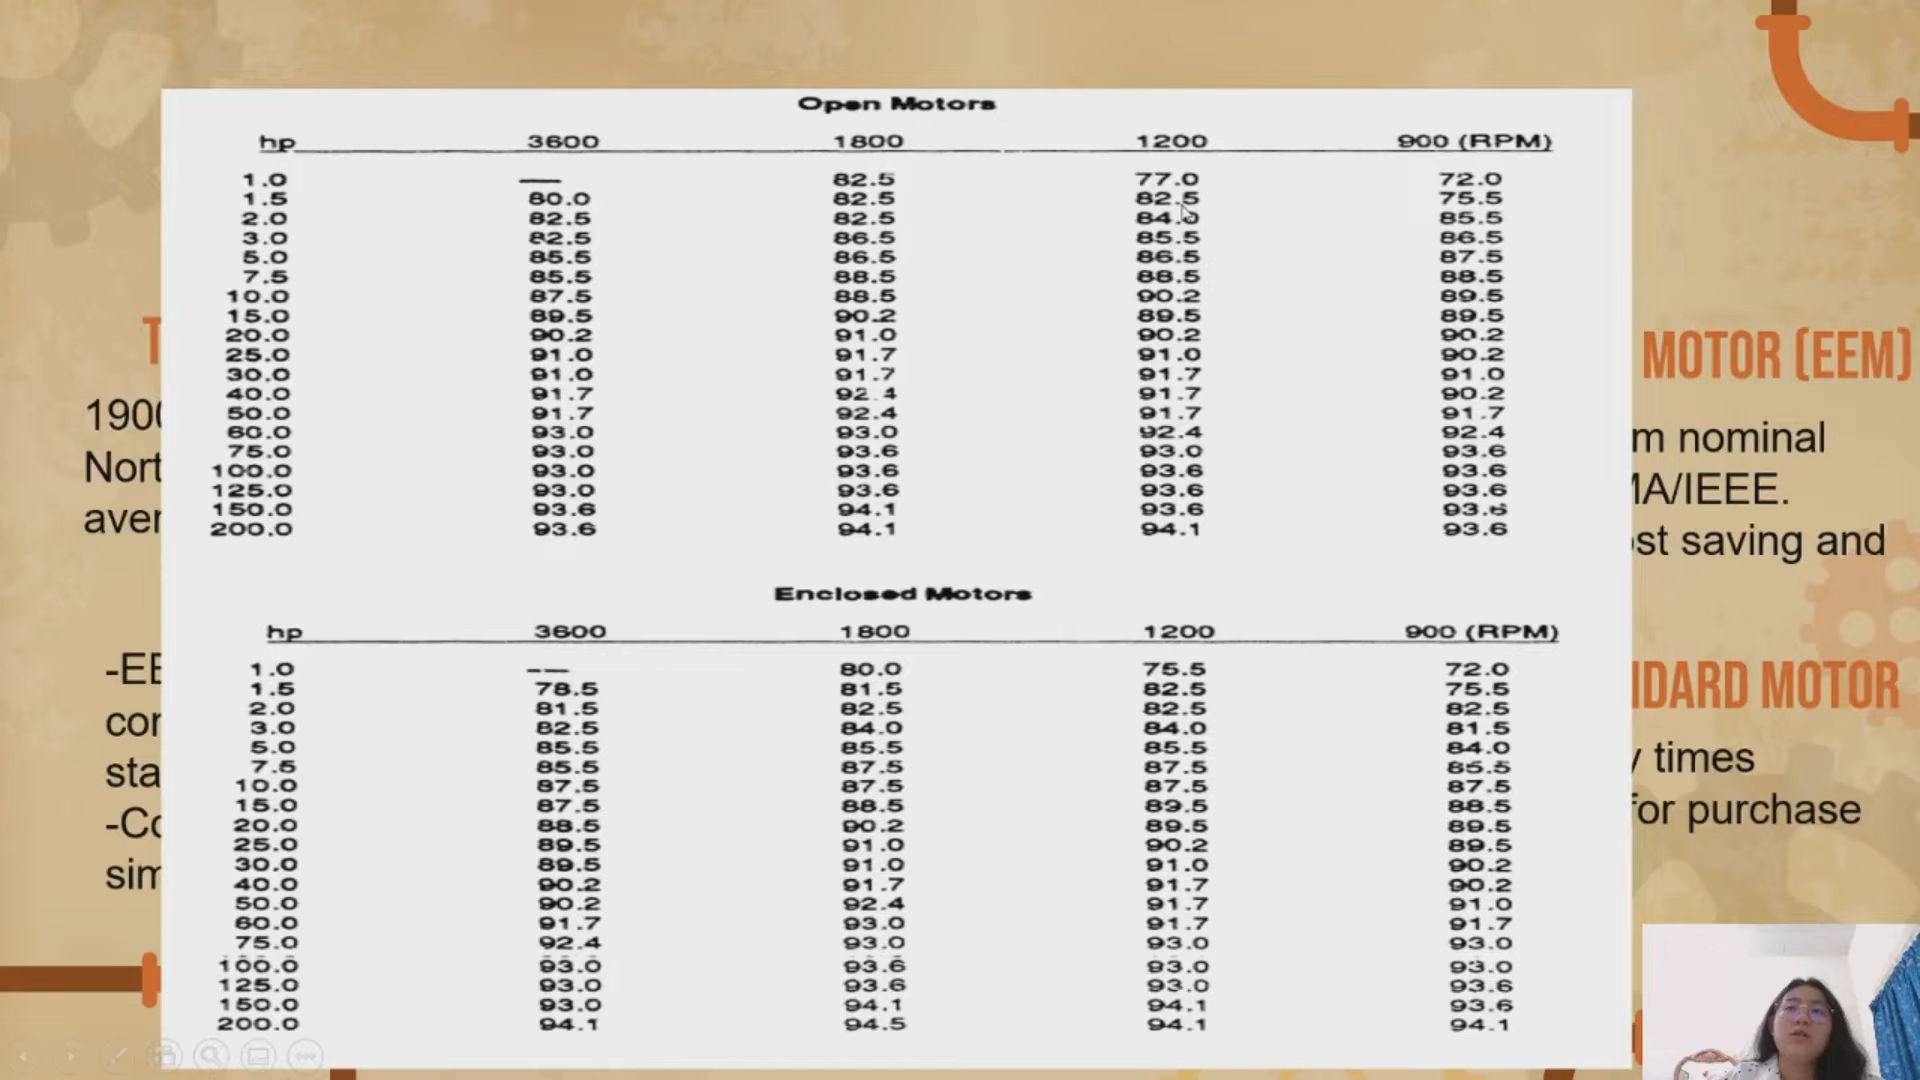 Open Motors
hp 3600 1800 1200 900 (RPM)
1.0 — 82.5 77.0 72.0
1.5 80.0 82.5 82.5 75.5
2.0 82.5 82.5 84.0 85.5
3.0 82.5 86.5 85.5 86.5
5.0 85.5 86.5 86.5 87.5
7.5 85.5 88.5 88.5 88.5
10.0 87.5 88.5 90.2 89.5
15.0 89.5 90.2 89.5 89.5
20.0 90.2 91.0 90.2 90.2
25.0 91.0 91.7 91.0 90.2
30.0 91.0 91.7 91.7 91.0
40.0 91.7 92.4 91.7 90.2
50.0 91.7 92.4 91.7 91.7
60.0 93.0 93.0 92.4 92.4
75.0 93.0 93.6 93.0 93.6
100.0 93.0 93.6 93.6 93.6
125.0 93.0 93.6 93.6 93.6
150.0 93.6 94.1 93.6 93.6
200.0 93.6 94.1 94.1 93.6
Enclosed Motors
hp 3600 1800 1200 900 (RPM)
1.0 — 80.0 75.5 72.0
1.5 78.5 81.5 82.5 75.5
2.0 81.5 82.5 82.5 82.5
3.0 82.5 84.0 84.0 81.5
5.0 85.5 85.5 85.5 84.0
7.5 85.5 87.5 87.5 85.5
10.0 87.5 87.5 87.5 87.5
15.0 87.5 88.5 89.5 88.5
20.0 88.5 90.2 89.5 89.5
25.0 89.5 91.0 90.2 89.5
30.0 89.5 91.0 91.0 90.2
40.0 90.2 91.7 91.7 90.2
50.0 90.2 92.4 91.7 91.0
60.0 91.7 93.0 91.7 91.7
75.0 92.4 93.0 93.0 93.0
100.0 93.0 93.6 93.0 93.0
125.0 93.0 93.6 93.0 93.6
150.0 93.0 94.1 94.1 93.6
200.0 94.1 94.5 94.1 94.1
MOTOR (EEM)
nominal
/IEEE.
saving and
MOTOR
times
purchase